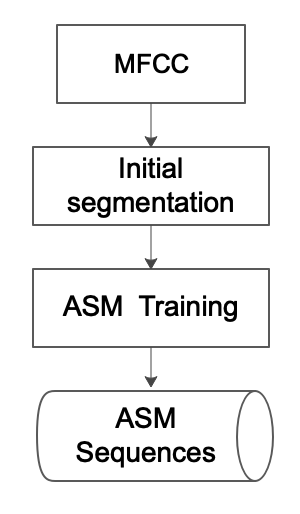 MFCC
Initial
segmentation
ASM Training
ASM
Sequences